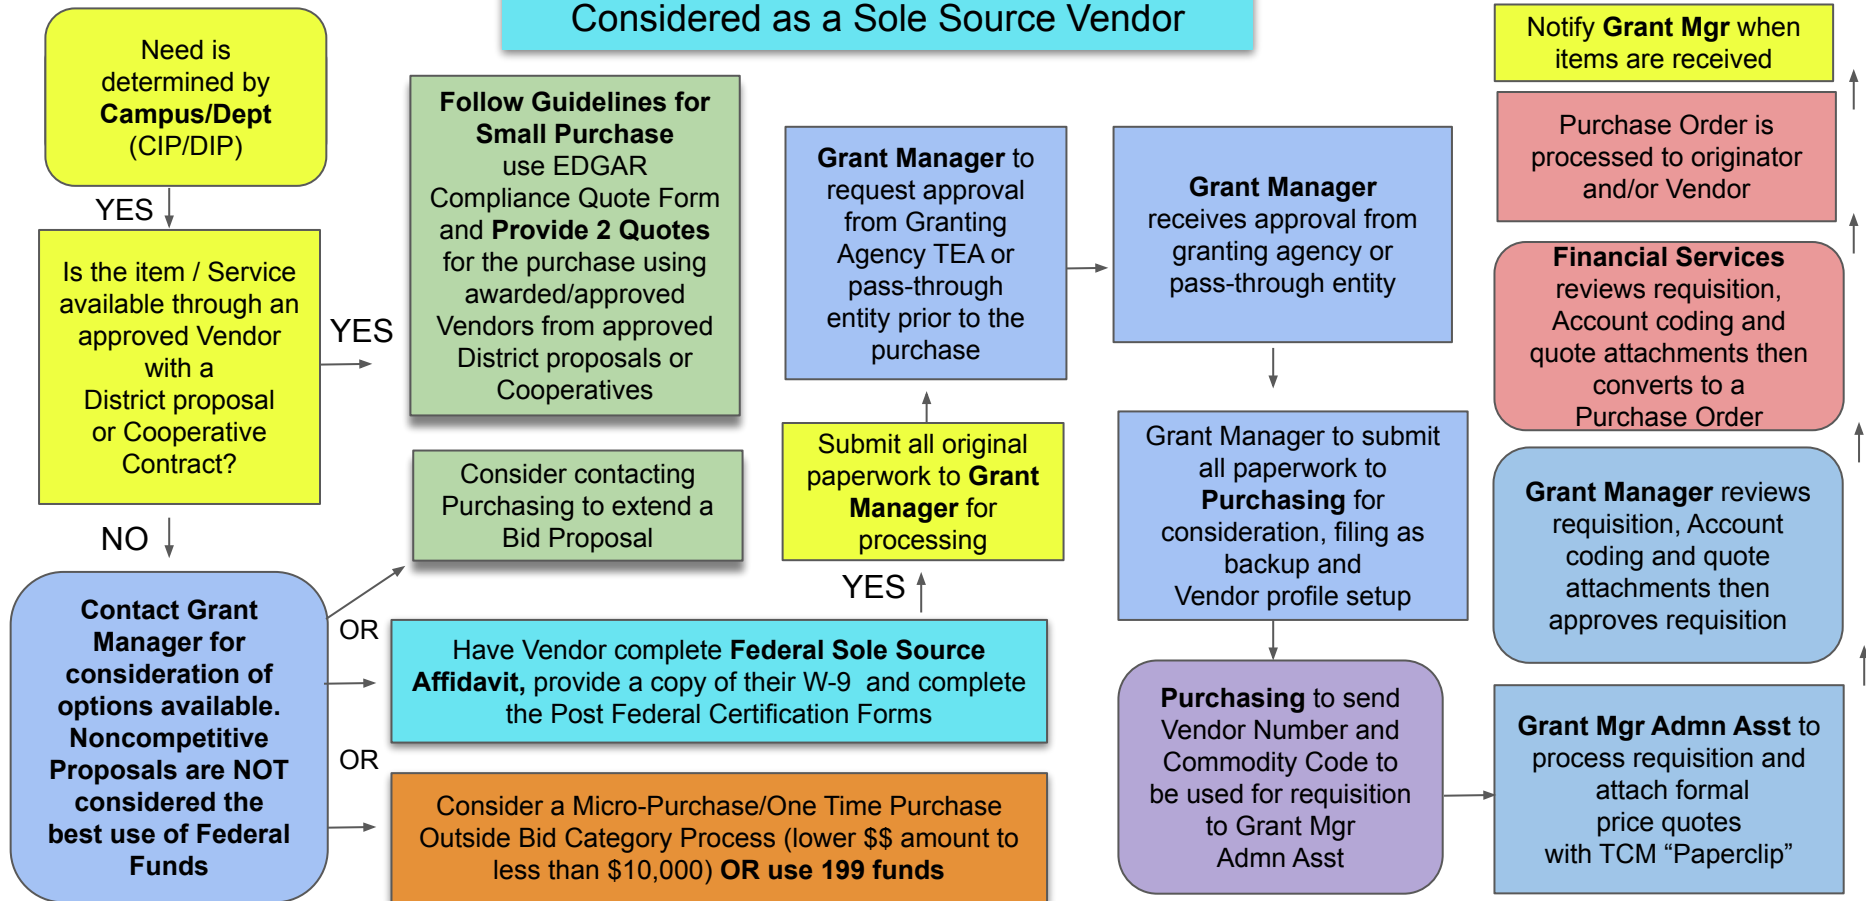 Considered as a Sole Source Vendor
Need is
determined by
Campus/Dept
(CIP/DIP)
YES
Is the item / Service
available through an
approved Vendor
with a
District proposal
or Cooperative
Contract?
YES
NO
Contact Grant
Manager for
consideration of
options available.
Noncompetitive
Proposals are NOT
considered the
best use of Federal
Funds
Follow Guidelines for
Small Purchase
use EDGAR
Compliance Quote Form
and Provide 2 Quotes
for the purchase using
awarded/approved
Vendors from approved
District proposals or
Cooperatives
Consider contacting
Purchasing to extend a
Bid Proposal
OR
Have Vendor complete Federal Sole Source
Affidavit, provide a copy of their W-9 and complete
the Post Federal Certification Forms
OR
Consider a Micro-Purchase/One Time Purchase
Outside Bid Category Process (lower $$ amount to
less than $10,000) OR use 199 funds
YES
Submit all original
paperwork to Grant
Manager for
processing
Grant Manager to
request approval
from Granting
Agency TEA or
pass-through
entity prior to the
purchase
Grant Manager
receives approval from
granting agency or
pass-through entity
Grant Manager to submit
all paperwork to
Purchasing for
consideration, filing as
backup and
Vendor profile setup
Purchasing to send
Vendor Number and
Commodity Code to
be used for requisition
to Grant Mgr
Admn Asst
Grant Mgr Admn Asst to
process requisition and
attach formal
price quotes
with TCM “Paperclip”
Grant Manager reviews
requisition, Account
coding and quote
attachments then
approves requisition
Financial Services
reviews requisition,
Account coding and
quote attachments then
converts to a
Purchase Order
Purchase Order is
processed to originator
and/or Vendor
Notify Grant Mgr when
items are received